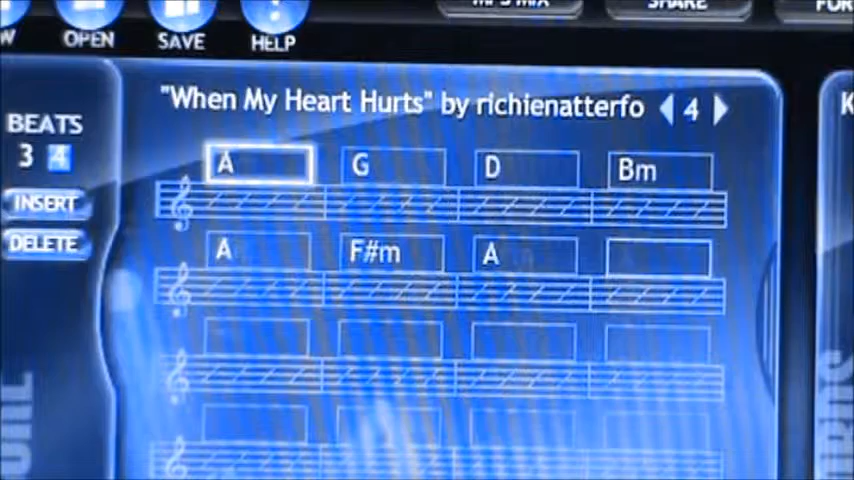 OPEN SAVE HELP
SHARE
"When My Heart Hurts" by richienatterfo 4
BEATS
3 4
INSERT
DELETE
A G D Bm
A F#m A